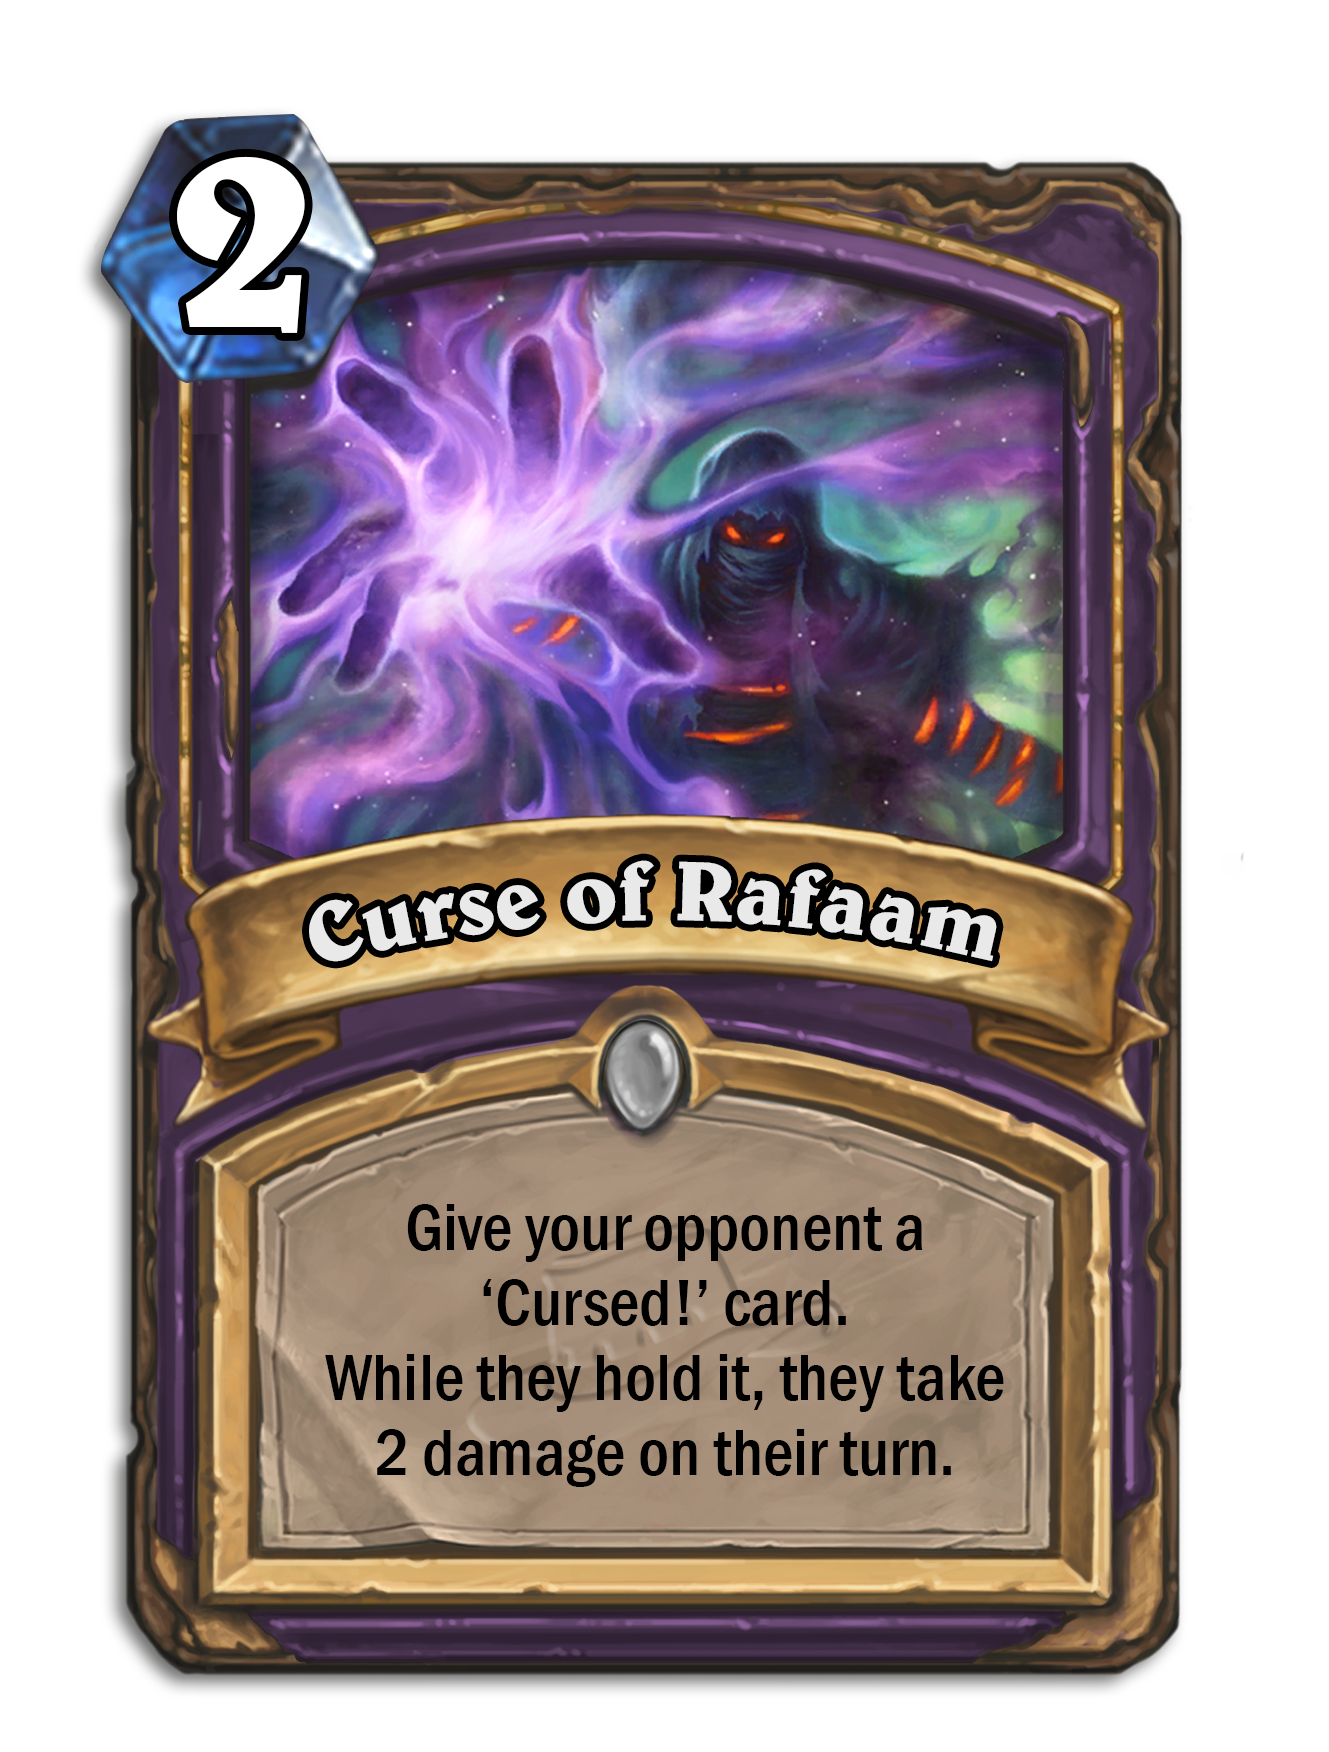 2
Curse of Rafaam
Give your opponent a
‘Cursed!’ card.
While they hold it, they take
2 damage on their turn.